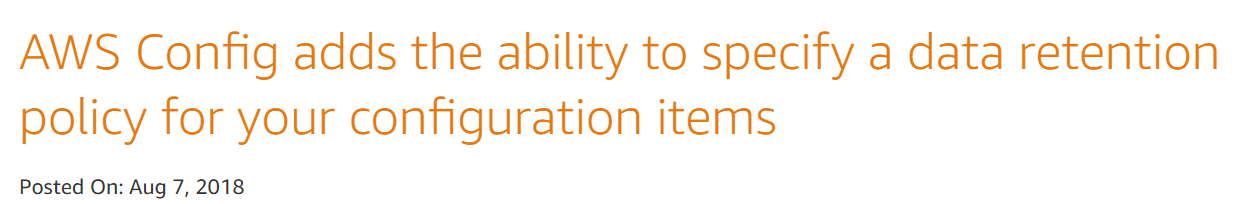 AWS Config adds the ability to specify a data retention
policy for your configuration items
Posted On: Aug 7, 2018